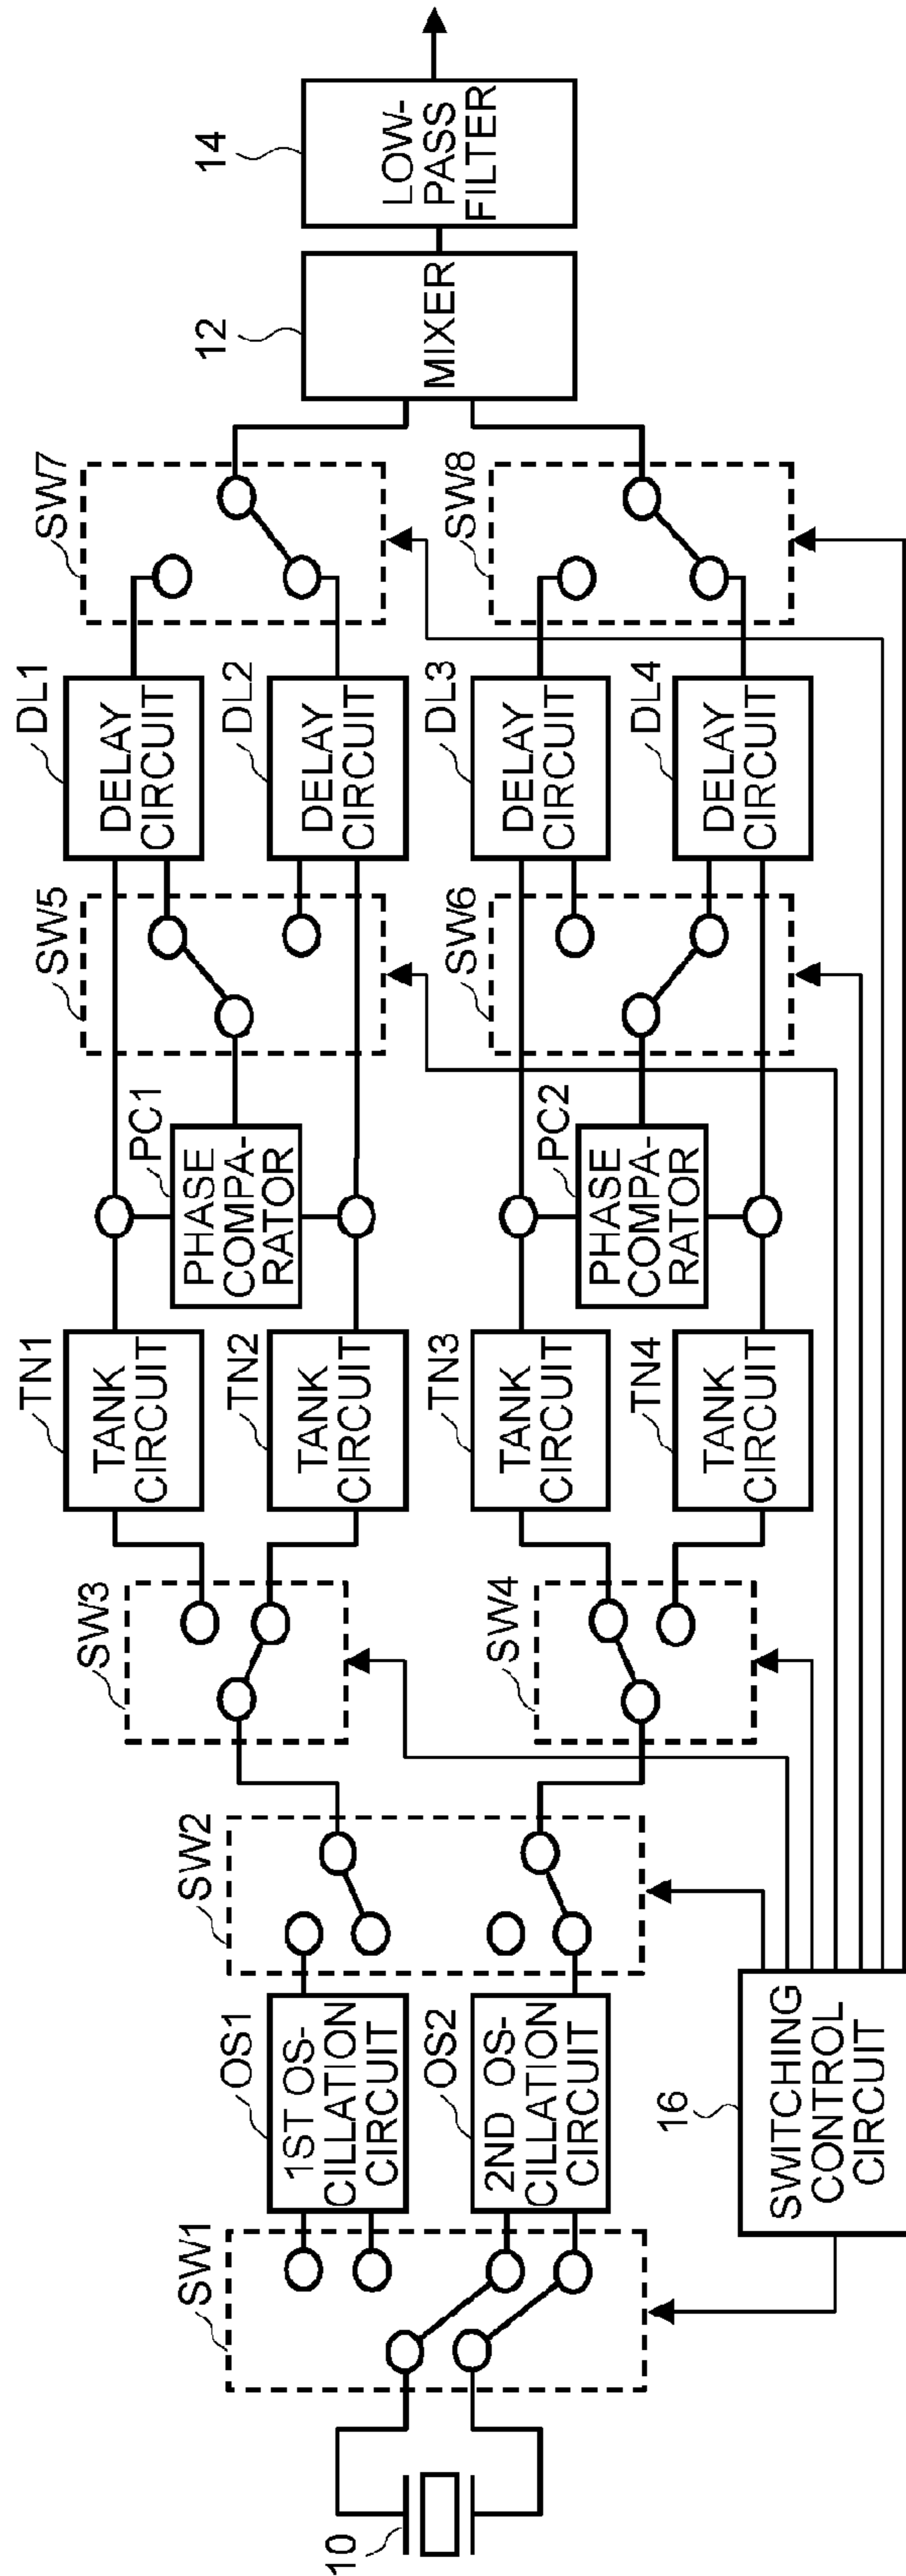 10
SW1
OS1
1ST OS-
CILLATION
CIRCUIT
OS2
2ND OS-
CILLATION
CIRCUIT
16
SWITCHING
CONTROL
CIRCUIT
SW2
SW3
SW4
TN1
TANK
CIRCUIT
TN2
TANK
CIRCUIT
TN3
TANK
CIRCUIT
TN4
TANK
CIRCUIT
PC1
PHASE
COMPA-
RATOR
PC2
PHASE
COMPA-
RATOR
SW5
SW6
DL1
DELAY
CIRCUIT
DL2
DELAY
CIRCUIT
DL3
DELAY
CIRCUIT
DL4
DELAY
CIRCUIT
SW7
SW8
12
MIXER
14
LOW-
PASS
FILTER